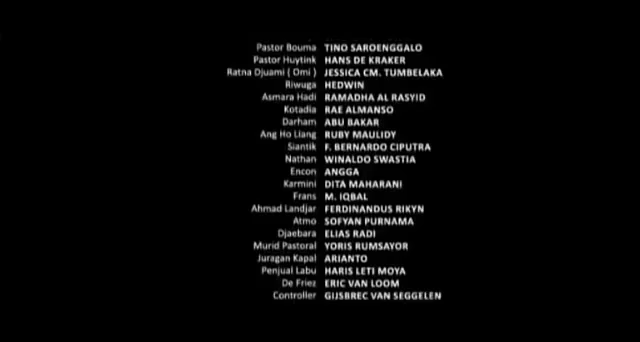 Pastor Bouma TINO SAROENGGALO
Pastor Huytink HANS DE KRAKER
Ratna Djuami ( Omi ) JESSICA CM. TUMBELAKA
Riwuga HEDWIN
Asmara Hadi RAMADHA AL RASYID
Kotadia RAE ALMANSO
Darham ABU BAKAR
Ang Ho Liang RUBY MAULIDY
Siantik F. BERNARDO CIPUTRA
Nathan WINALDO SWASTIA
Encon ANGGA
Karmini DITA MAHARANI
Frans M. IQBAL
Ahmad Landjar FERDINANDUS RIKYN
Atmo SOFYAN PURNAMA
Djaebara ELIAS RADI
Murid Pastoral YORIS RUMSAYOR
Juragan Kapal ARIANTO
Penjual Labu HARIS LETI MOYA
De Friez ERIC VAN LOOM
Controller GIJSBREC VAN SEGGELEN